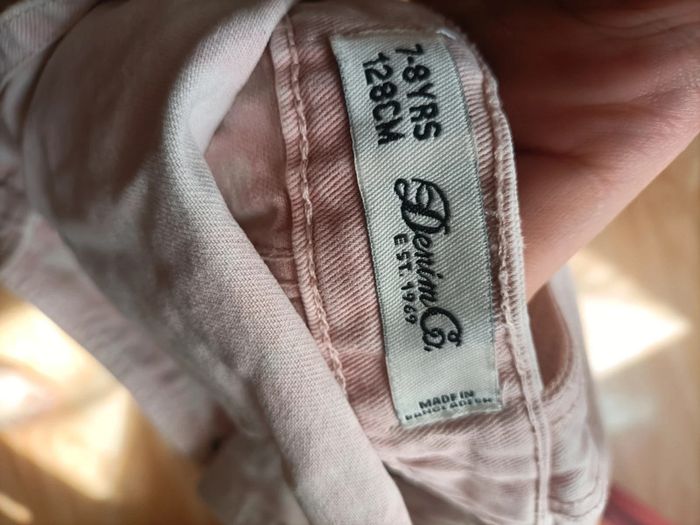 7-8YRS
128CM
Denim Co.
EST. 1969
MADE IN
BANGLADESH